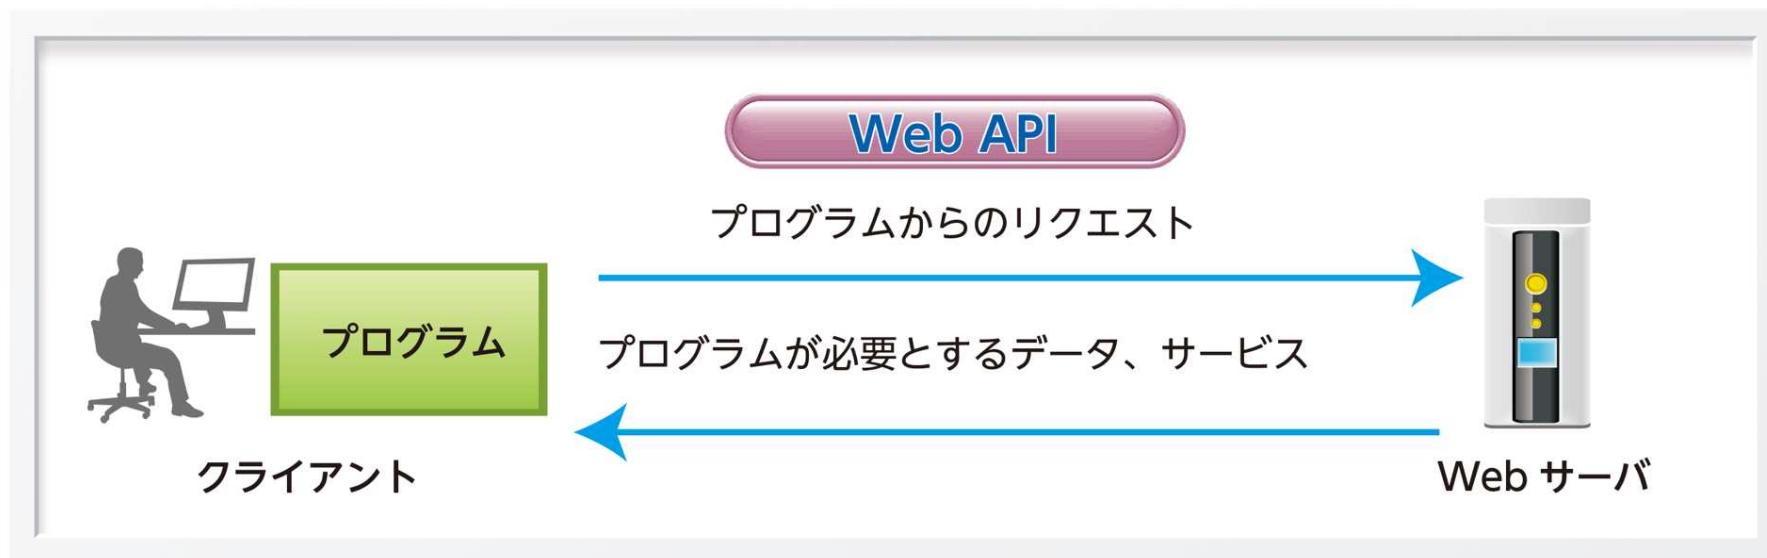 Web API
プログラムからのリクエスト
プログラム
プログラムが必要とするデータ、サービス
クライアント
Web サーバ